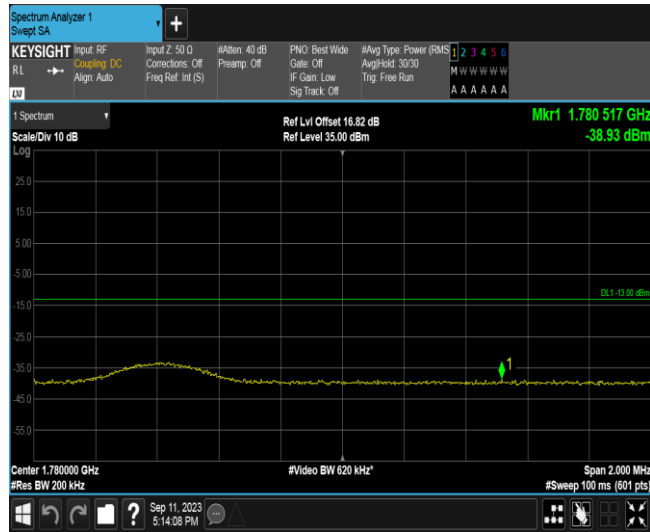 Spectrum Analyzer 1
Swept SA
KEYSIGHT
RL
LXI
Input: RF
Coupling: DC
Align: Auto
Input Z: 50 Ω
Corrections: Off
Freq Ref: Int (S)
#Atten: 40 dB
Preamp: Off
PNO: Best Wide
Gate: Off
IF Gain: Low
Sig Track: Off
#Avg Type: Power (RMS
Avg|Hold: 30/30
Trig: Free Run
1 2 3 4 5 6
M W W W W W
A A A A A A
1 Spectrum
Scale/Div 10 dB
Log
Ref Lvl Offset 16.82 dB
Ref Level 35.00 dBm
Mkr1 1.780 517 GHz
-38.93 dBm
25.0
15.0
5.00
-5.00
DL1 -13.00 dBm
-15.0
-25.0
-35.0
1
-45.0
-55.0
Center 1.780000 GHz
#Res BW 200 kHz
#Video BW 620 kHz*
Span 2.000 MHz
#Sweep 100 ms (601 pts)
?
Sep 11, 2023
5:14:08 PM